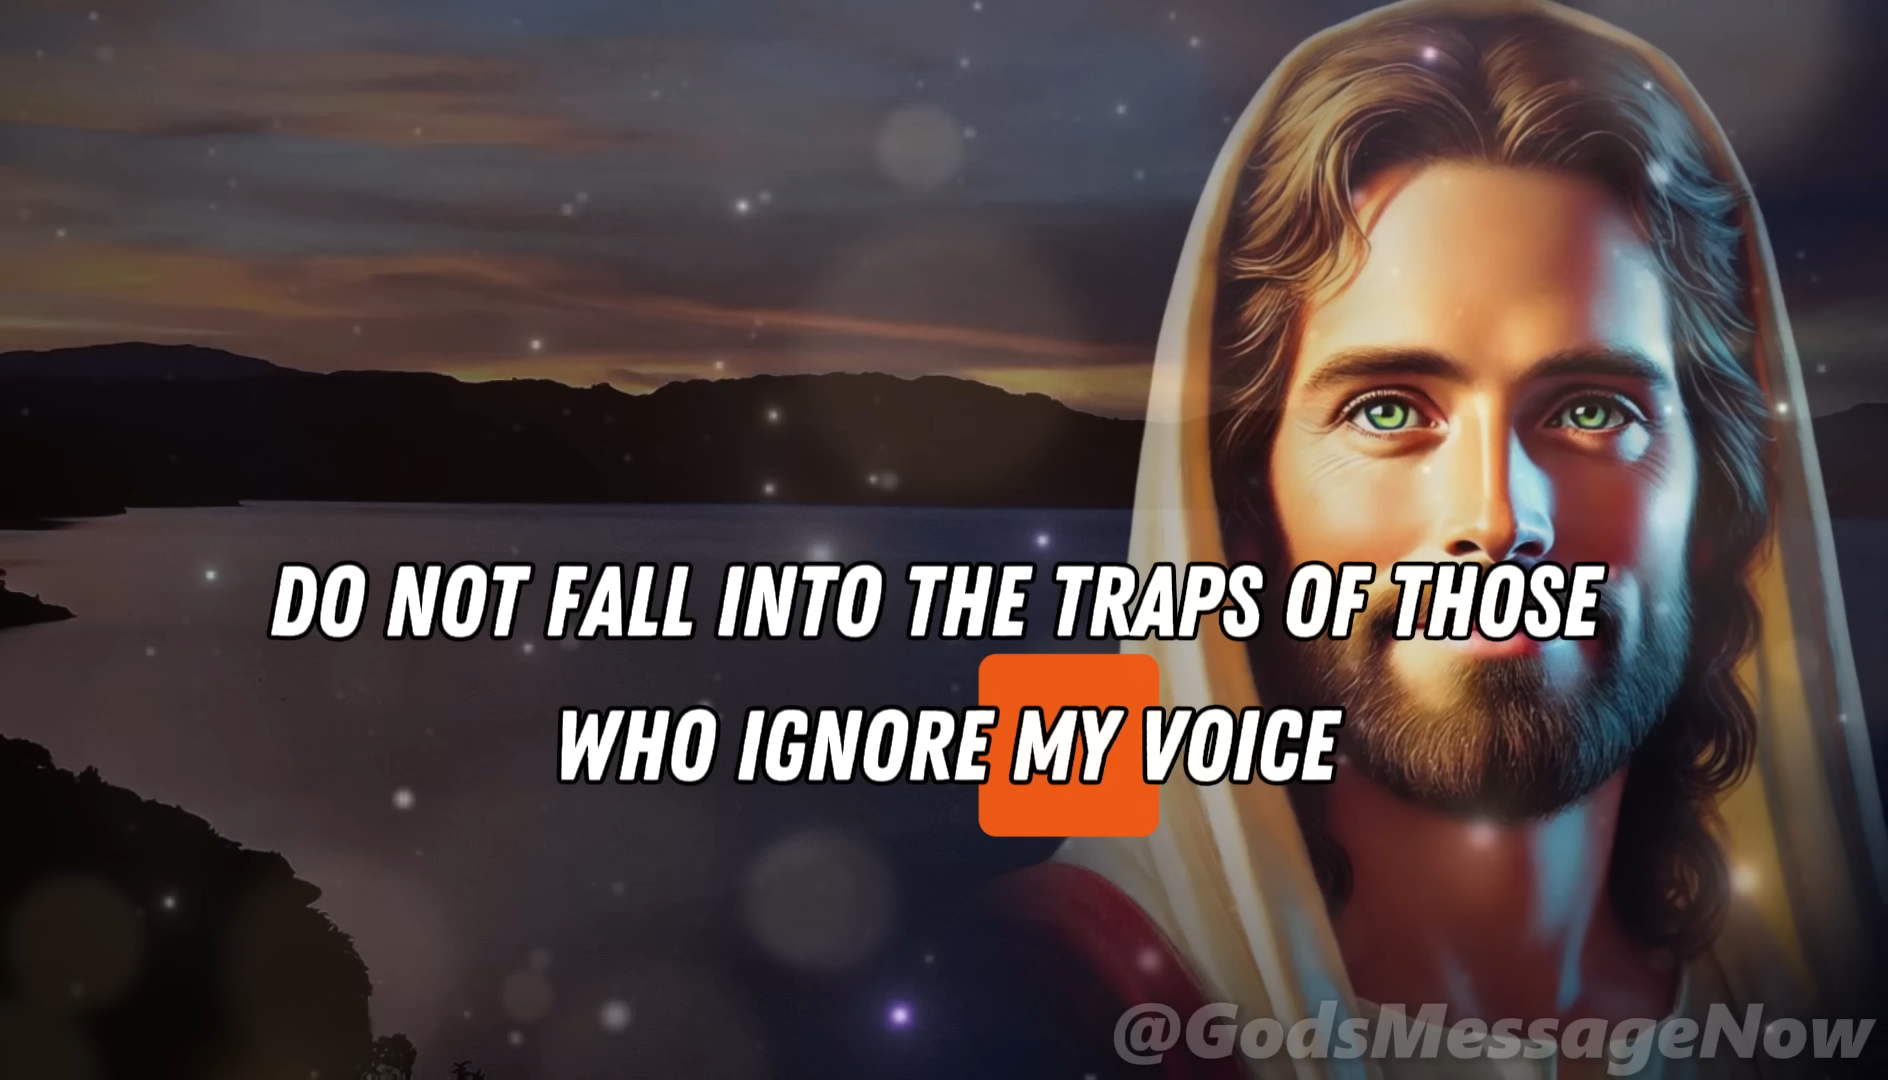 DO NOT FALL INTO THE TRAPS OF THOSE
WHO IGNORE MY VOICE
@GodsMessageNow